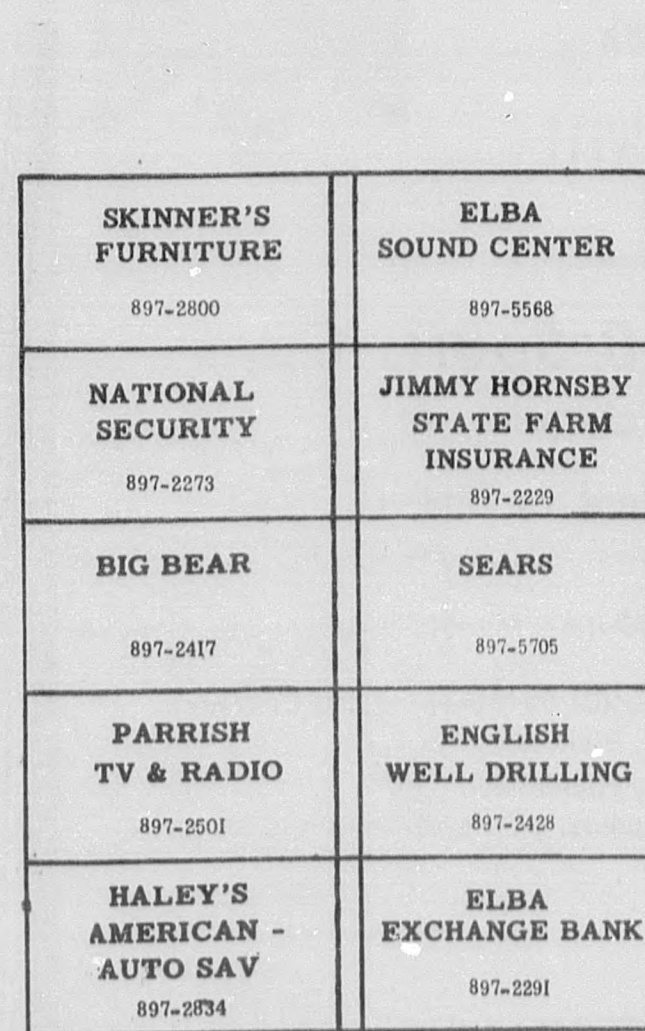 SKINNER'S
FURNITURE
897-2800
ELBA
SOUND CENTER
897-5568
NATIONAL
SECURITY
897-2273
JIMMY HORNSBY
STATE FARM
INSURANCE
897-2229
BIG BEAR
897-2417
SEARS
897-5705
PARRISH
TV & RADIO
897-2501
ENGLISH
WELL DRILLING
897-2428
HALEY'S
AMERICAN -
AUTO SAV
897-2834
ELBA
EXCHANGE BANK
897-2291